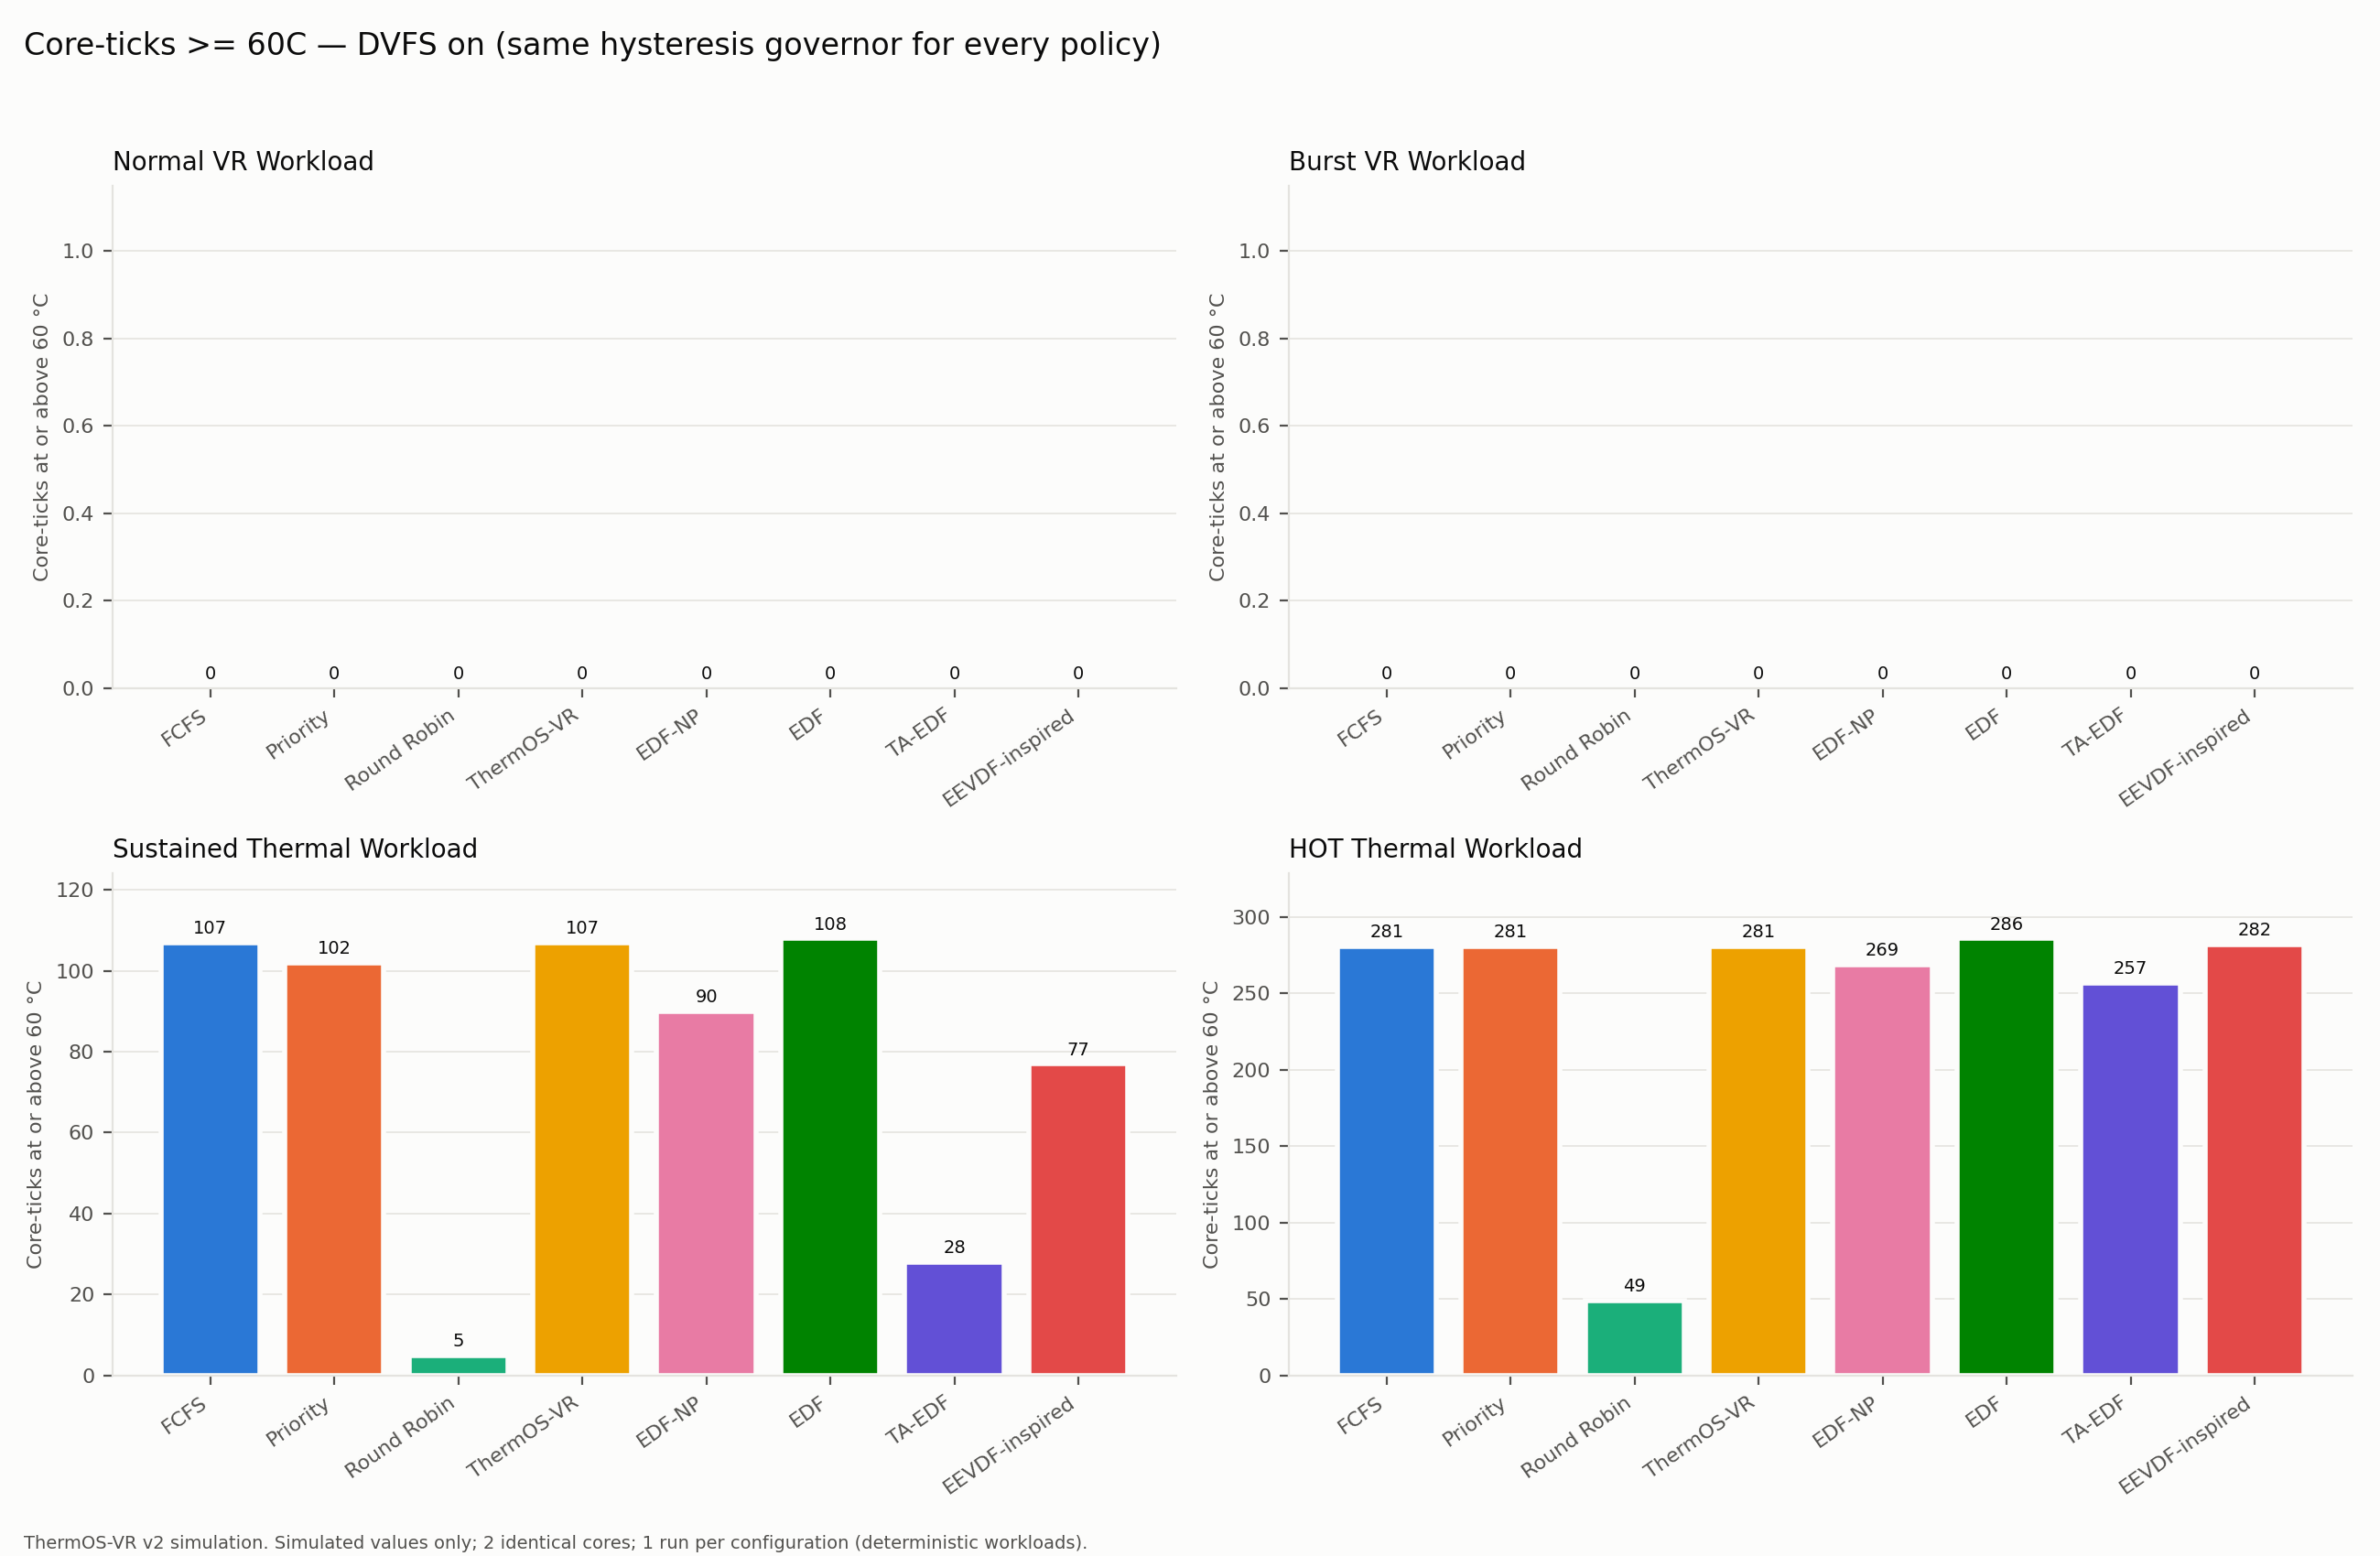 Core-ticks >= 60C — DVFS on (same hysteresis governor for every policy)
Normal VR Workload
Core-ticks at or above 60 °C
1.0
0.8
0.6
0.4
0.2
0.0
0 0 0 0 0 0 0 0
FCFS Priority Round Robin ThermOS-VR EDF-NP EDF TA-EDF EEVDF-inspired
Burst VR Workload
Core-ticks at or above 60 °C
1.0
0.8
0.6
0.4
0.2
0.0
0 0 0 0 0 0 0 0
FCFS Priority Round Robin ThermOS-VR EDF-NP EDF TA-EDF EEVDF-inspired
Sustained Thermal Workload
Core-ticks at or above 60 °C
120
100
80
60
40
20
0
107 102 5 107 90 108 28 77
FCFS Priority Round Robin ThermOS-VR EDF-NP EDF TA-EDF EEVDF-inspired
HOT Thermal Workload
Core-ticks at or above 60 °C
300
250
200
150
100
50
0
281 281 49 281 269 286 257 282
FCFS Priority Round Robin ThermOS-VR EDF-NP EDF TA-EDF EEVDF-inspired
ThermOS-VR v2 simulation. Simulated values only; 2 identical cores; 1 run per configuration (deterministic workloads).